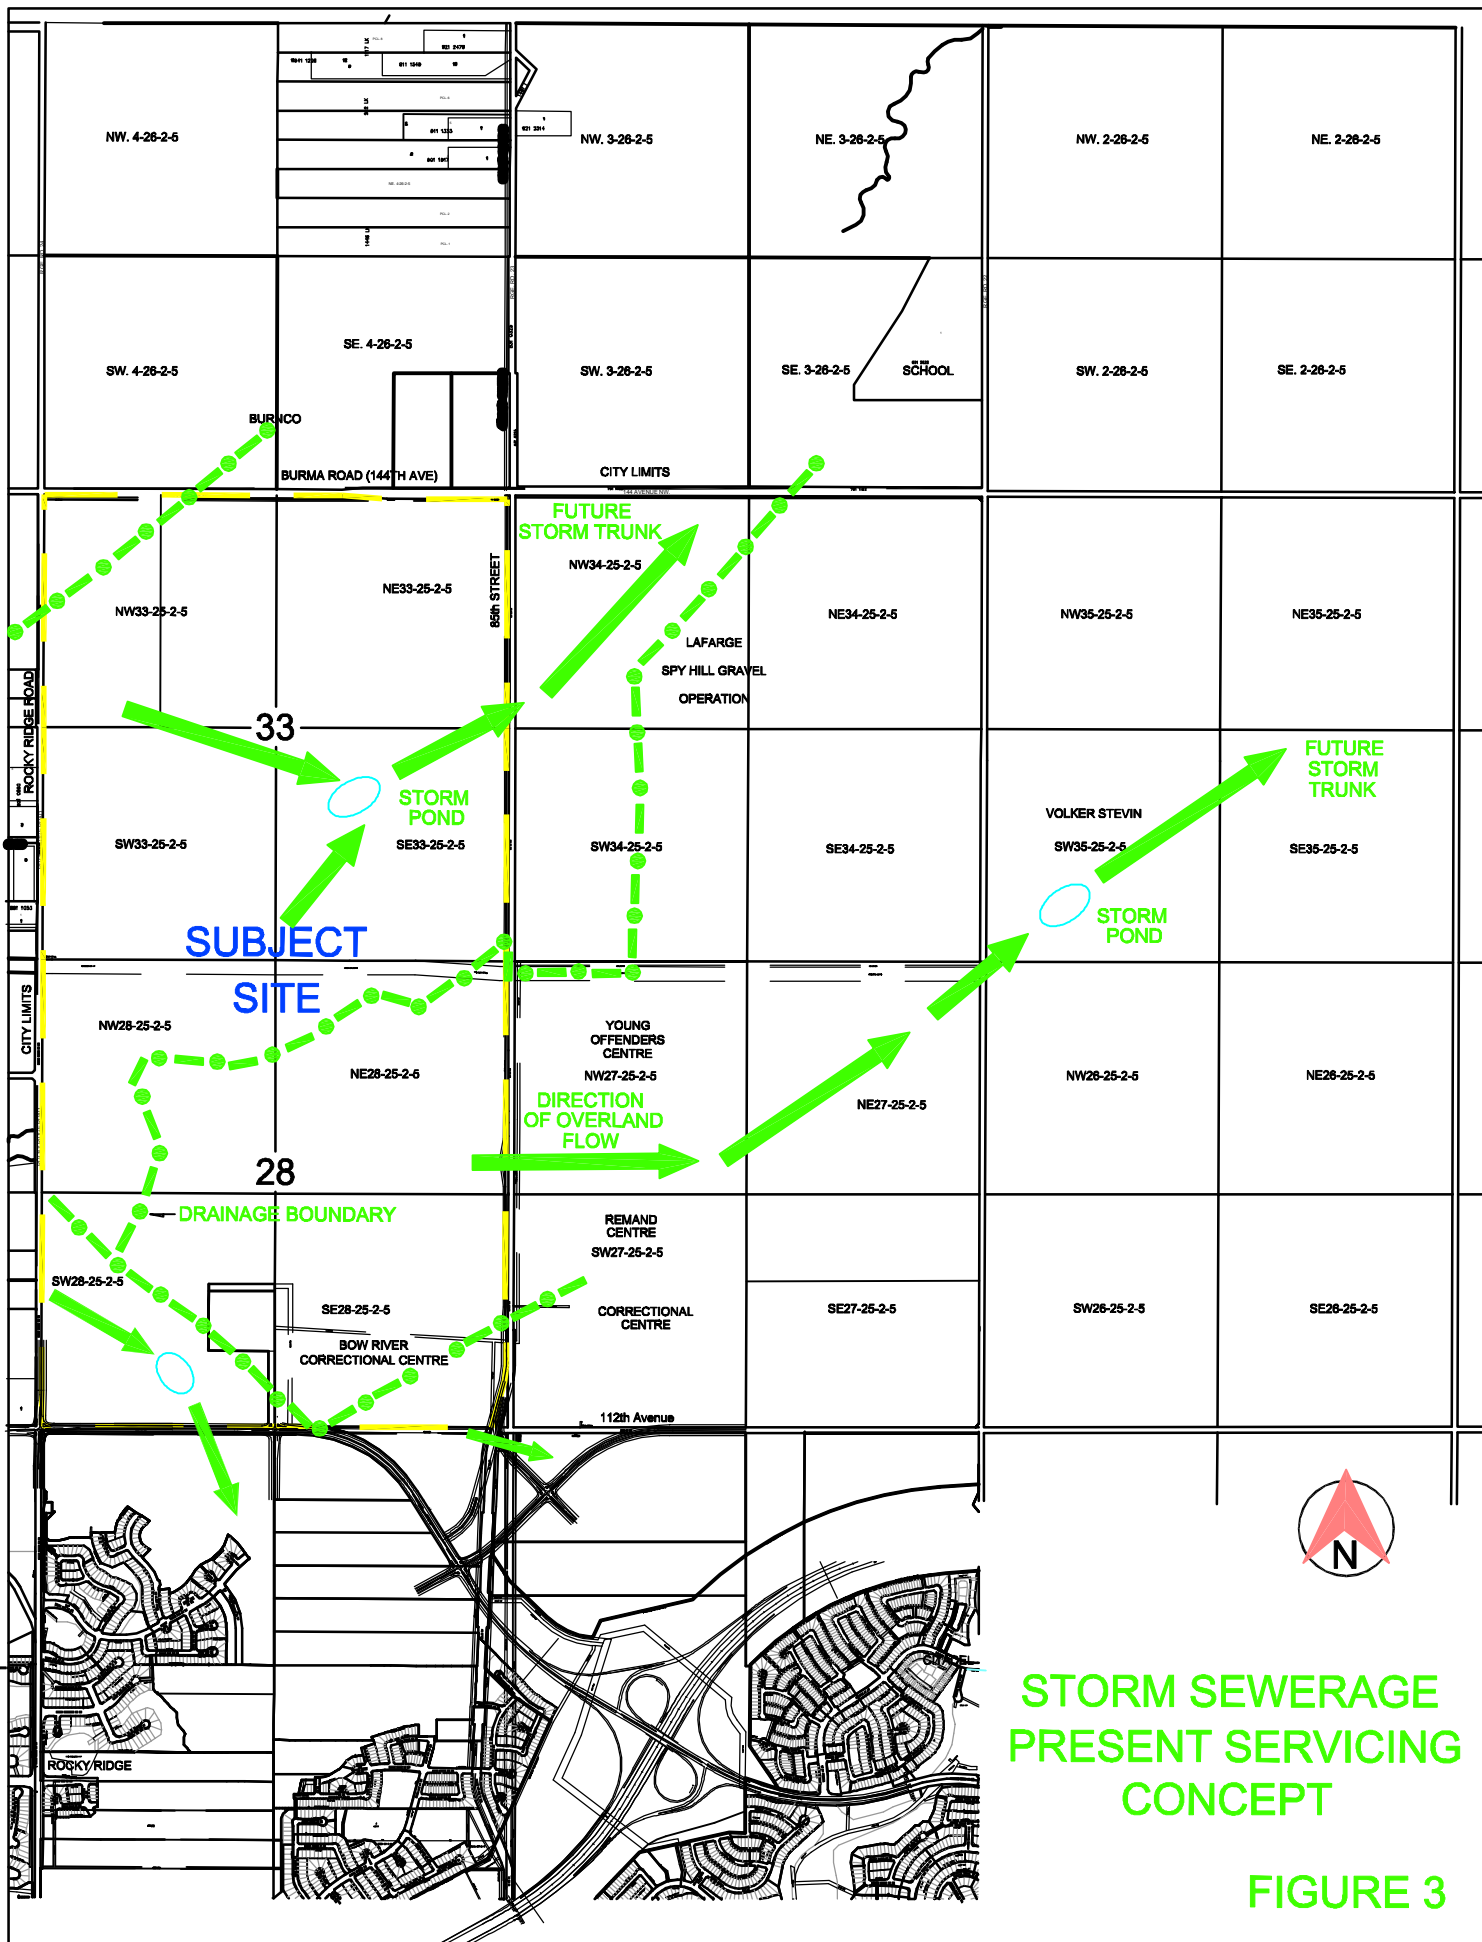 821 2478
811 1549
NW. 4-26-2-5
NW. 3-26-2-5
NE. 3-26-2-5
NW. 2-26-2-5
NE. 2-26-2-5
SE. 4-26-2-5
SW. 4-26-2-5
SW. 3-26-2-5
SE. 3-26-2-5
SCHOOL
SW. 2-26-2-5
SE. 2-26-2-5
BURNCO
BURMA ROAD (144TH AVE)
CITY LIMITS
144 AVENUE NW.
FUTURE
STORM TRUNK
NW34-25-2-5
85th STREET
NE33-25-2-5
NW33-25-2-5
NE34-25-2-5
NW35-25-2-5
NE35-25-2-5
LAFARGE
SPY HILL GRAVEL
OPERATION
ROCKY RIDGE ROAD
33
STORM
POND
FUTURE
STORM
TRUNK
VOLKER STEVIN
SW33-25-2-5
SE33-25-2-5
SW34-25-2-5
SE34-25-2-5
SW35-25-2-5
SE35-25-2-5
STORM
POND
SUBJECT
SITE
CITY LIMITS
NW28-25-2-5
NE28-25-2-5
YOUNG
OFFENDERS
CENTRE
NW27-25-2-5
NE27-25-2-5
NW26-25-2-5
NE26-25-2-5
DIRECTION
OF OVERLAND
FLOW
28
DRAINAGE BOUNDARY
REMAND
CENTRE
SW27-25-2-5
SW28-25-2-5
SE28-25-2-5
CORRECTIONAL
CENTRE
SE27-25-2-5
SW26-25-2-5
SE26-25-2-5
BOW RIVER
CORRECTIONAL CENTRE
112th Avenue
N
CITADEL
ROCKY RIDGE
STORM SEWERAGE
PRESENT SERVICING
CONCEPT
FIGURE 3